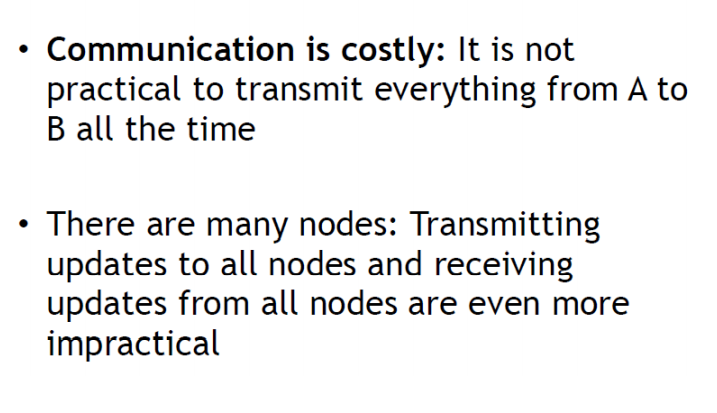 • Communication is costly: It is not
practical to transmit everything from A to
B all the time
• There are many nodes: Transmitting
updates to all nodes and receiving
updates from all nodes are even more
impractical